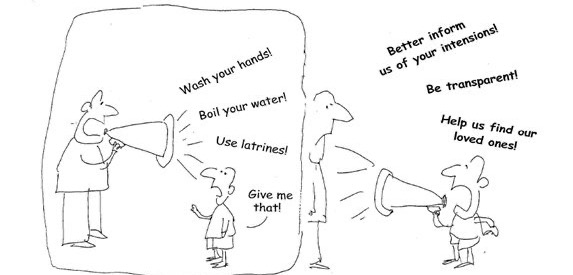 Wash your hands!
Boil your water!
Use latrines!
Give me
that!
Better inform
us of your intensions!
Be transparent!
Help us find our
loved ones!